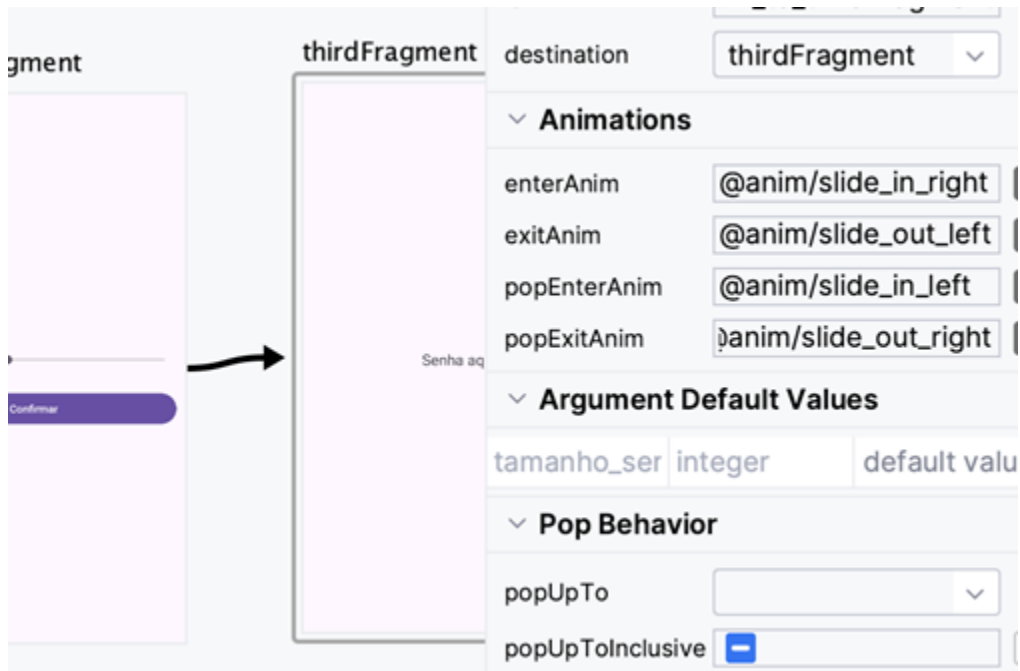 gment
thirdFragment
Confirmar
Senha aq
destination
thirdFragment
Animations
enterAnim
@anim/slide_in_right
exitAnim
@anim/slide_out_left
popEnterAnim
@anim/slide_in_left
popExitAnim
@anim/slide_out_right
Argument Default Values
tamanho_ser
integer
default valu
Pop Behavior
popUpTo
popUpToInclusive